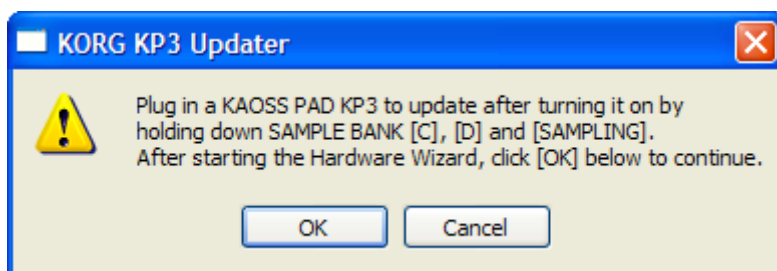 KORG KP3 Updater
Plug in a KAOSS PAD KP3 to update after turning it on by
holding down SAMPLE BANK [C], [D] and [SAMPLING].
After starting the Hardware Wizard, click [OK] below to continue.
OK Cancel